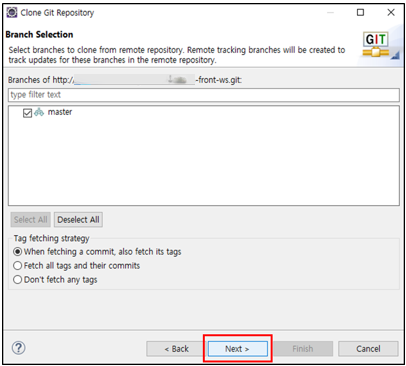 Clone Git Repository
Branch Selection
Select branches to clone from remote repository. Remote tracking branches will be created to
track updates for these branches in the remote repository.
GIT
Branches of http:/ -front-ws.git:
type filter text
master
Select All
Deselect All
Tag fetching strategy
When fetching a commit, also fetch its tags
Fetch all tags and their commits
Don't fetch any tags
?
< Back
Next >
Finish
Cancel